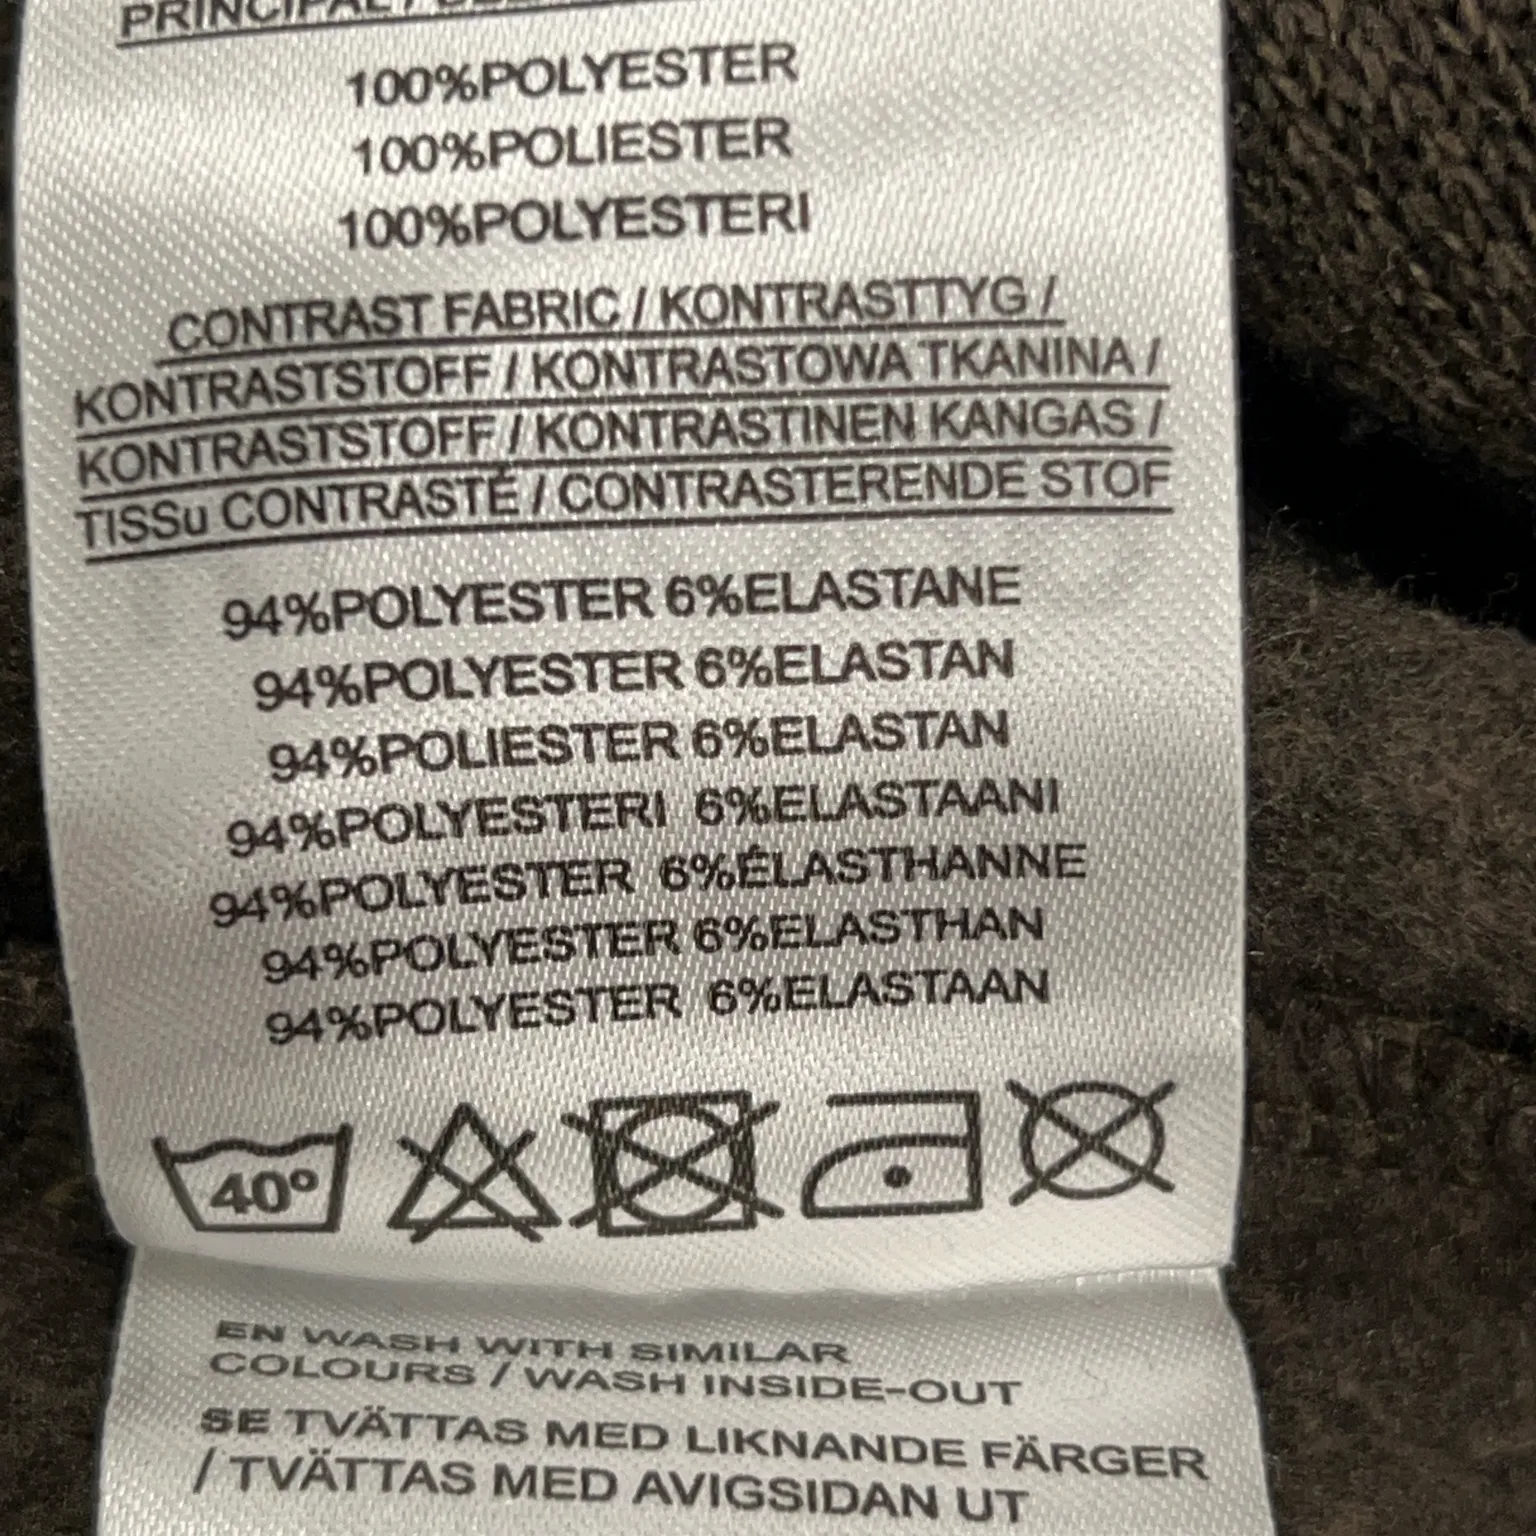 PRINCIPAL /
100%POLYESTER
100%POLIESTER
100%POLYESTERI
CONTRAST FABRIC / KONTRASTTYG /
KONTRASTSTOFF / KONTRASTOWA TKANINA /
KONTRASTSTOFF / KONTRASTINEN KANGAS /
TISSu CONTRASTÉ / CONTRASTERENDE STOF
94%POLYESTER 6%ELASTANE
94%POLYESTER 6%ELASTAN
94%POLIESTER 6%ELASTAN
94%POLYESTERI 6%ELASTAANI
94%POLYESTER 6%ÉLASTHANNE
94%POLYESTER 6%ELASTHAN
94%POLYESTER 6%ELASTAAN
40°
EN WASH WITH SIMILAR
COLOURS / WASH INSIDE-OUT
SE TVÄTTAS MED LIKNANDE FÄRGER
/ TVÄTTAS MED AVIGSIDAN UT